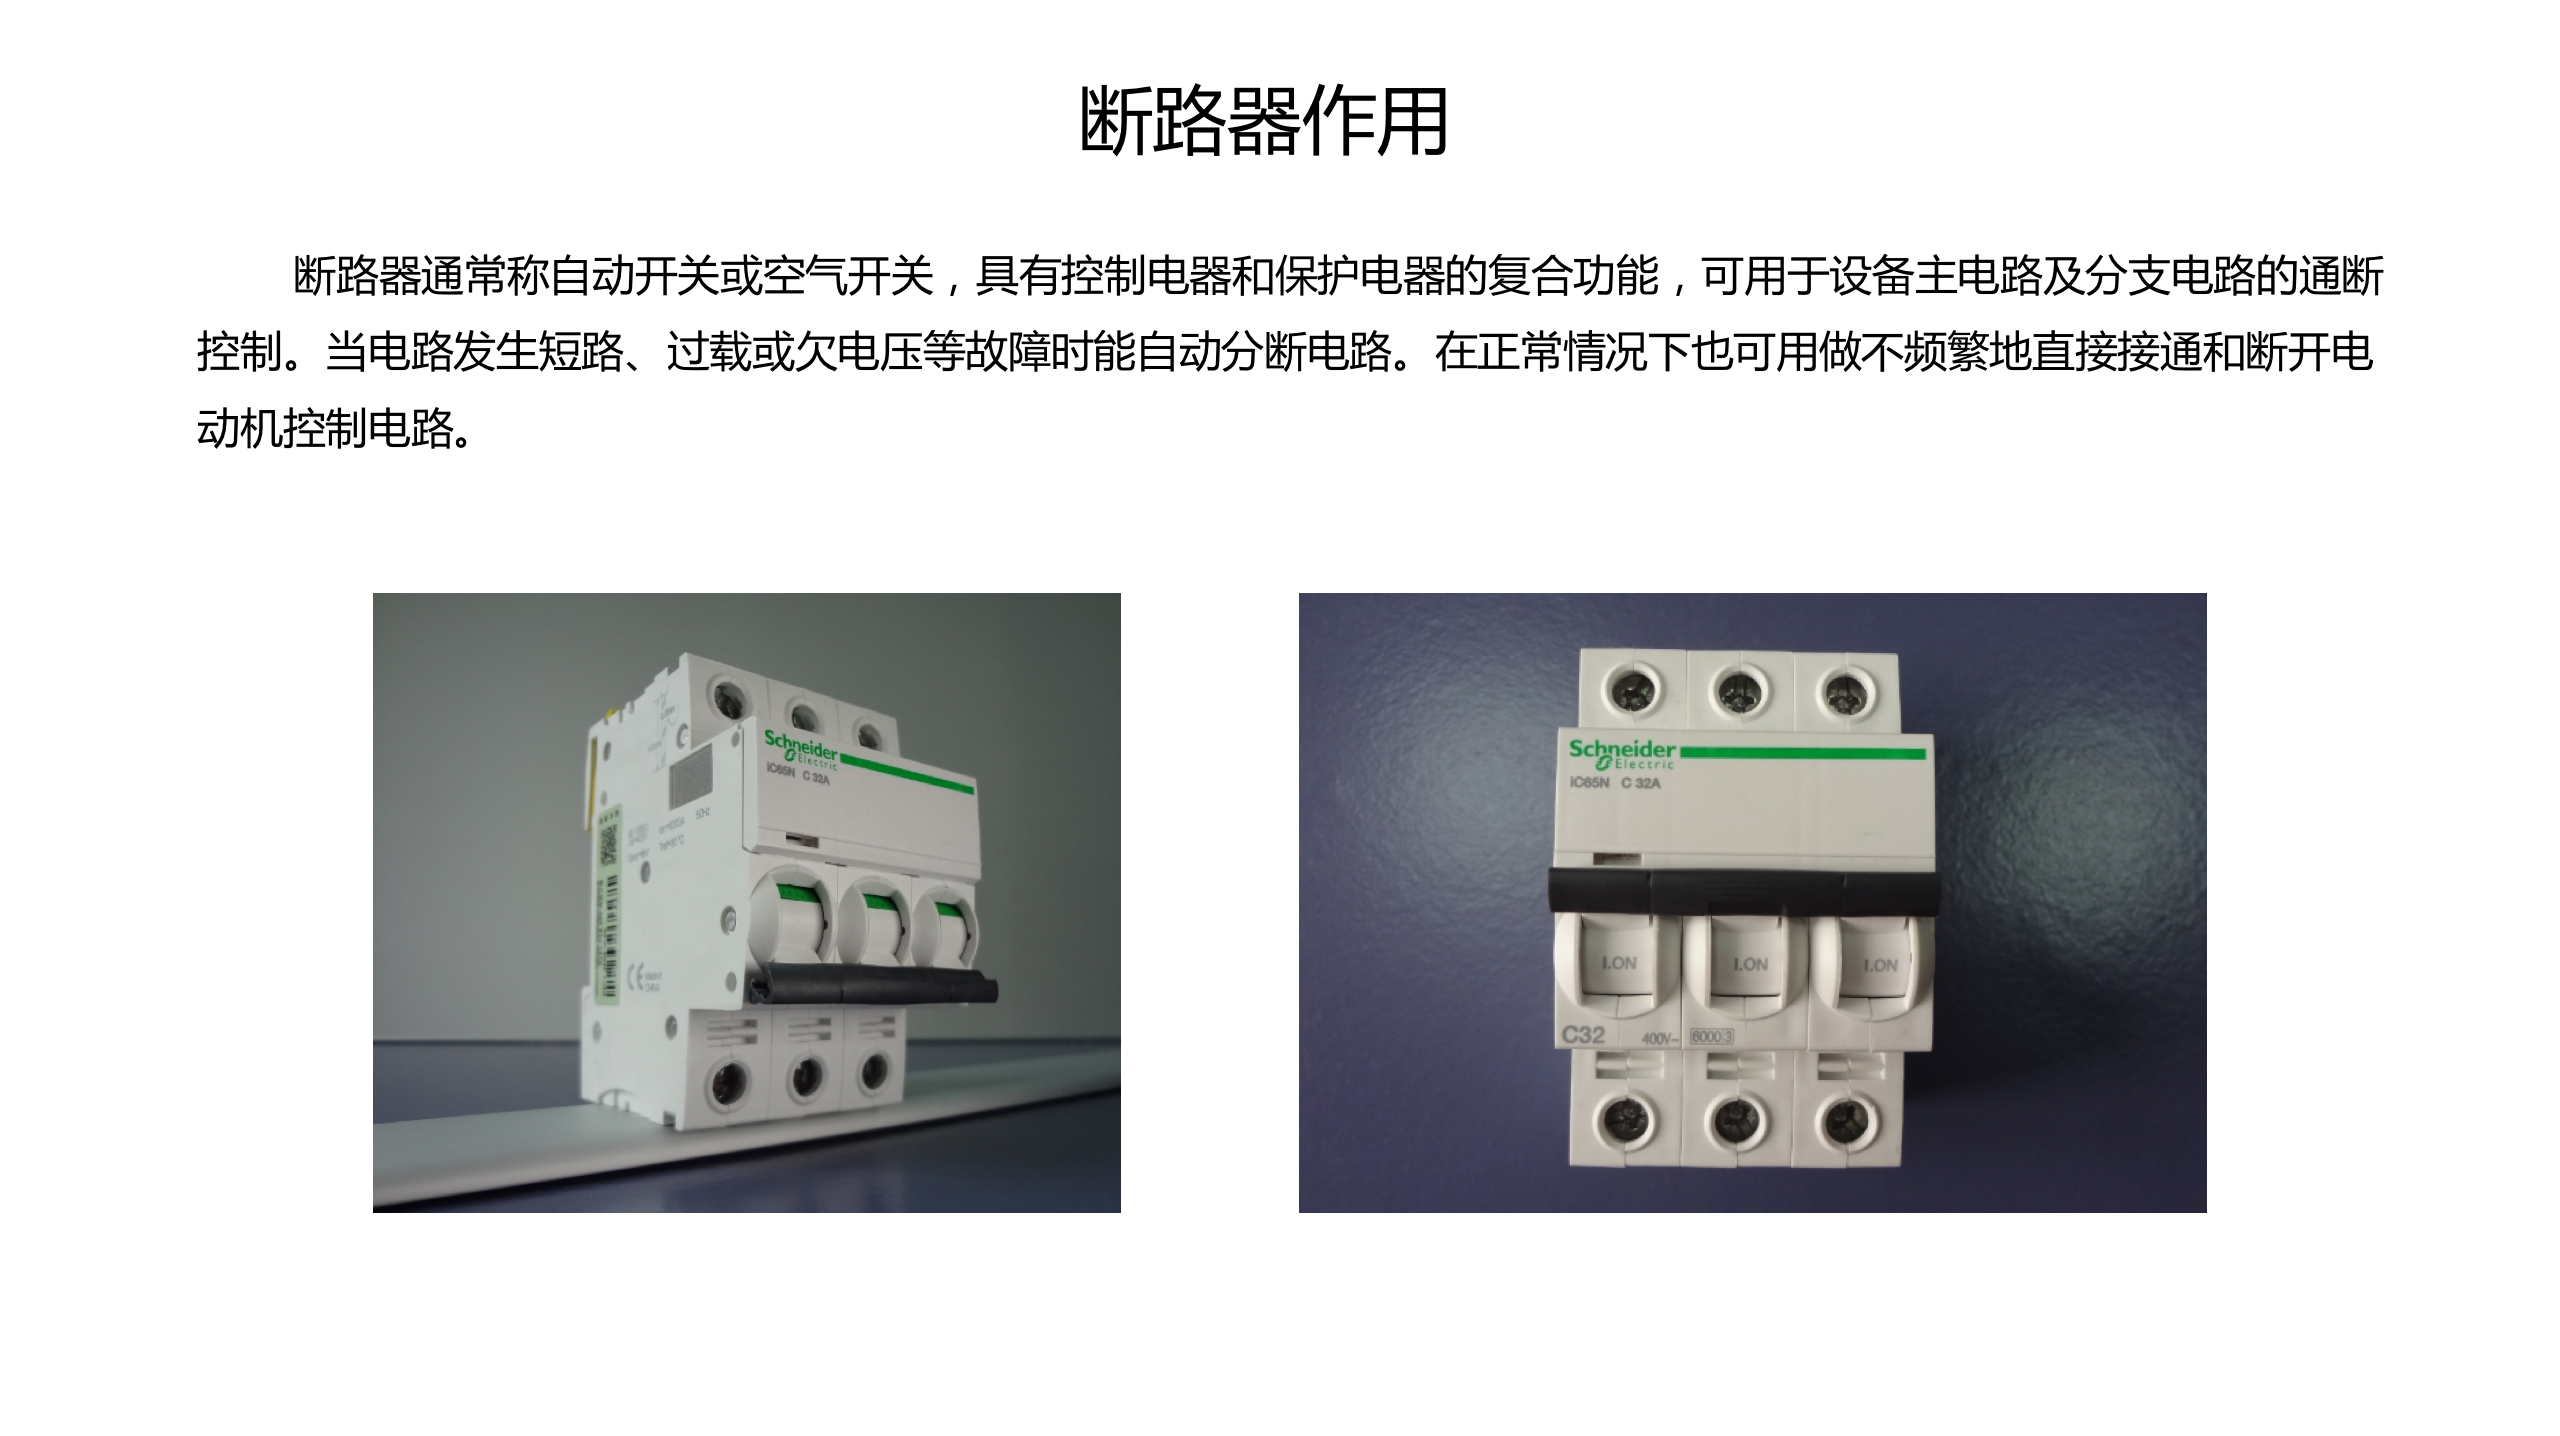 断路器作用
断路器通常称自动开关或空气开关，具有控制电器和保护电器的复合功能，可用于设备主电路及分支电路的通断
控制。当电路发生短路、过载或欠电压等故障时能自动分断电路。在正常情况下也可用做不频繁地直接接通和断开电
动机控制电路。
Schneider
Electric
iC65N C 32A
50Hz
CE Made in
CHINA
Schneider
Electric
iC65N C 32A
I.ON I.ON I.ON
C32 400V~ 6000 3